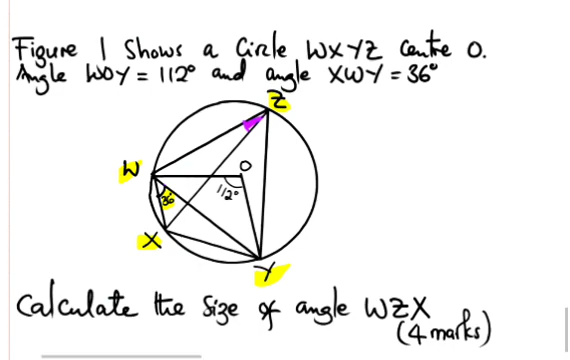 Figure 1 Shows a Circle WXYZ Centre O.
Angle WOY = 112° and angle XWY = 36°
Z
W
O
36°
112°
X
Y
Calculate the size of angle WZX
(4 marks)